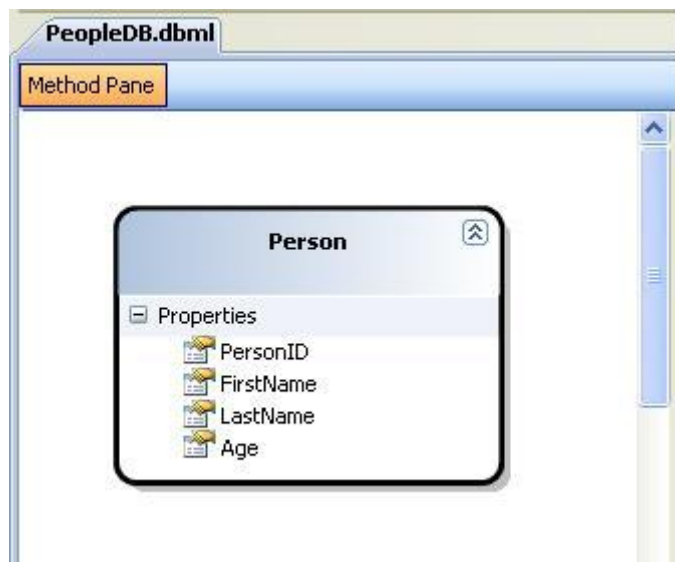 PeopleDB.dbml
Method Pane
Person
Properties
PersonID
FirstName
LastName
Age